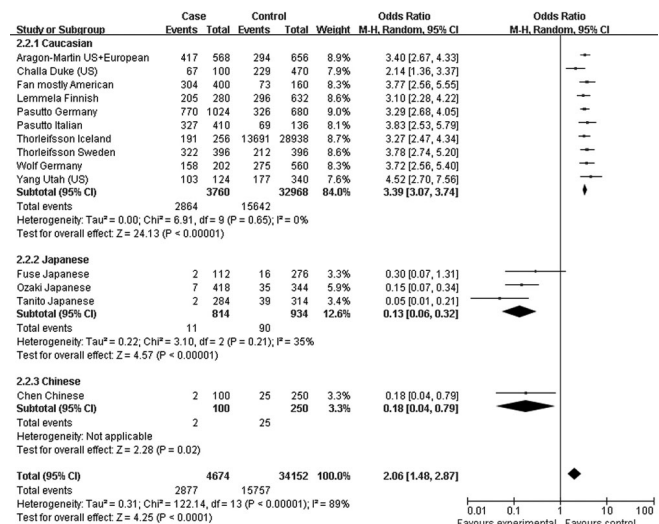 Case Control Odds Ratio Odds Ratio
Study or Subgroup Events Total Events Total Weight M-H, Random, 95% CI M-H, Random, 95% CI
2.2.1 Caucasian
Aragon-Martin US+European 417 568 294 656 8.9% 3.40 [2.67, 4.33]
Challa Duke (US) 67 100 229 470 8.2% 2.14 [1.36, 3.37]
Fan mostly American 304 400 73 160 8.4% 3.77 [2.56, 5.55]
Lemmela Finnish 205 280 296 632 8.6% 3.10 [2.28, 4.22]
Pasutto Germany 770 1024 326 680 8.9% 3.29 [2.68, 4.05]
Pasutto Italian 327 410 69 136 8.3% 3.83 [2.53, 5.79]
Thorleifsson Iceland 191 256 13691 28938 8.7% 3.27 [2.47, 4.34]
Thorleifsson Sweden 322 396 212 396 8.6% 3.78 [2.74, 5.20]
Wolf Germany 158 202 275 560 8.4% 3.72 [2.56, 5.40]
Yang Utah (US) 103 124 177 340 7.9% 4.52 [2.70, 7.56]
Subtotal (95% CI) 3760 32968 84.0% 3.39 [3.07, 3.74]
Total events 2864 15642
Heterogeneity: Tau² = 0.00; Chi² = 6.91, df = 9 (P = 0.65); I² = 0%
Test for overall effect: Z = 24.13 (P < 0.00001)
2.2.2 Japanese
Fuse Japanese 2 112 16 276 3.3% 0.30 [0.07, 1.31]
Ozaki Japanese 7 418 35 344 5.9% 0.15 [0.07, 0.34]
Tanito Japanese 2 284 39 314 3.4% 0.05 [0.01, 0.21]
Subtotal (95% CI) 814 934 12.6% 0.13 [0.06, 0.32]
Total events 11 90
Heterogeneity: Tau² = 0.22; Chi² = 3.10, df = 2 (P = 0.21); I² = 35%
Test for overall effect: Z = 4.57 (P < 0.00001)
2.2.3 Chinese
Chen Chinese 2 100 25 250 3.3% 0.18 [0.04, 0.79]
Subtotal (95% CI) 100 250 3.3% 0.18 [0.04, 0.79]
Total events 2 25
Heterogeneity: Not applicable
Test for overall effect: Z = 2.28 (P = 0.02)
Total (95% CI) 4674 34152 100.0% 2.06 [1.48, 2.87]
Total events 2877 15757
Heterogeneity: Tau² = 0.31; Chi² = 122.14, df = 13 (P < 0.00001); I² = 89%
Test for overall effect: Z = 4.25 (P < 0.0001)
0.01 0.1 1 10 100
Favours experimental Favours control